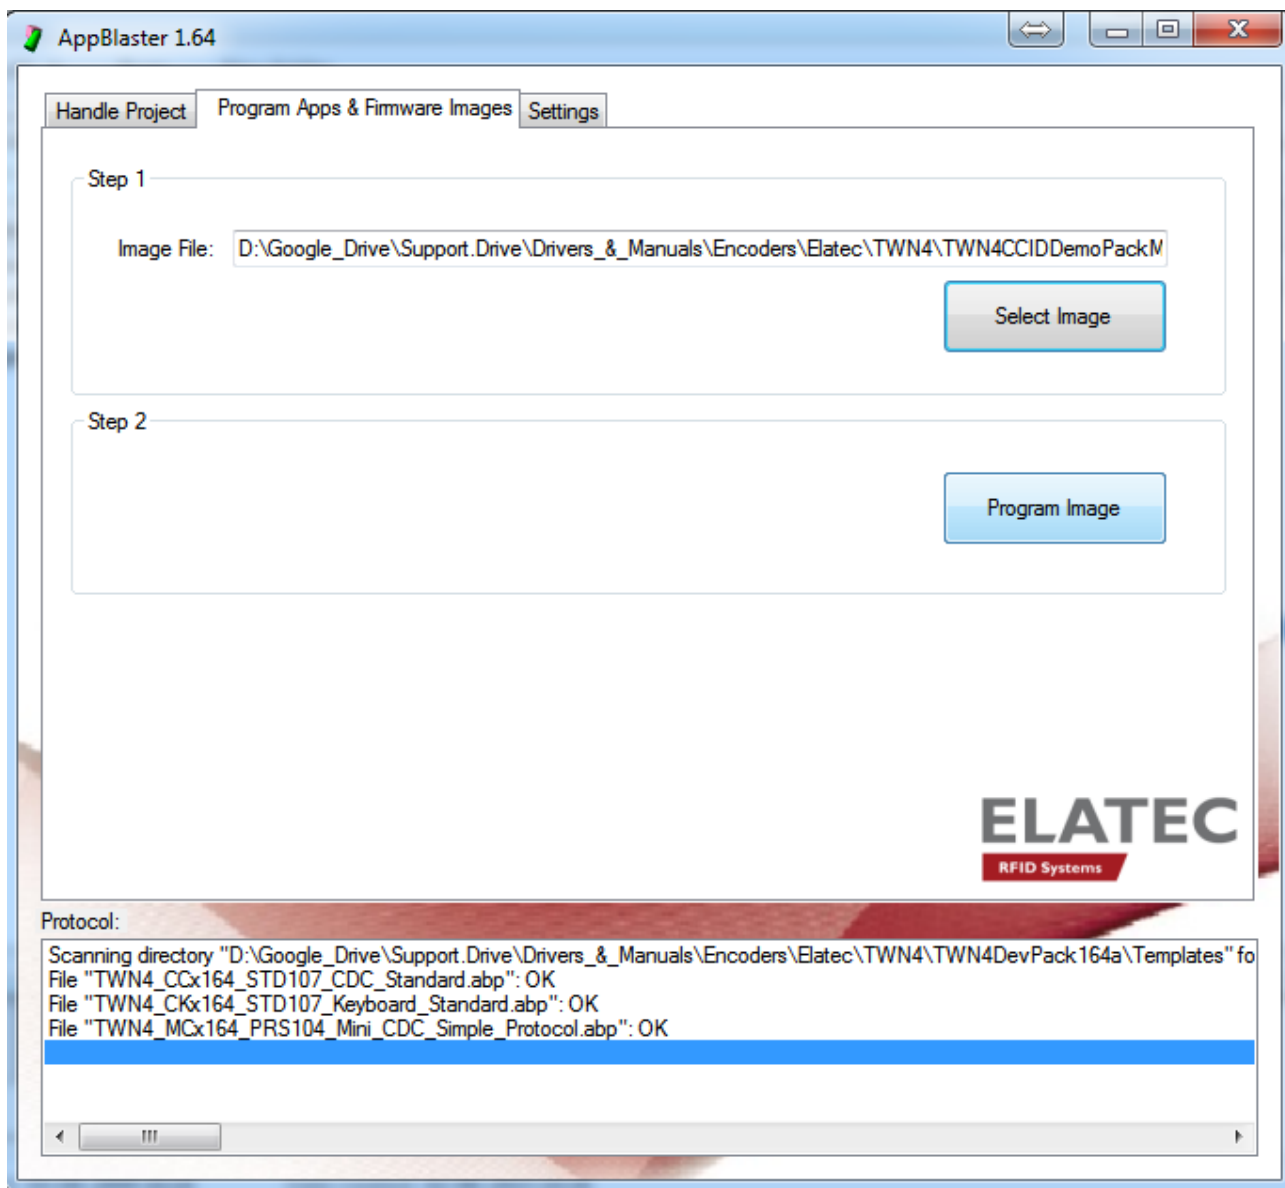 AppBlaster 1.64
Handle Project Program Apps & Firmware Images Settings
Step 1
Image File: D:\Google_Drive\Support.Drive\Drivers_&_Manuals\Encoders\Elatec\TWN4\TWN4CCIDDemoPackM
Select Image
Step 2
Program Image
ELATEC
RFID Systems
Protocol:
Scanning directory "D:\Google_Drive\Support.Drive\Drivers_&_Manuals\Encoders\Elatec\TWN4\TWN4DevPack164a\Templates" fo
File "TWN4_CCx164_STD107_CDC_Standard.abp": OK
File "TWN4_CKx164_STD107_Keyboard_Standard.abp": OK
File "TWN4_MCx164_PRS104_Mini_CDC_Simple_Protocol.abp": OK